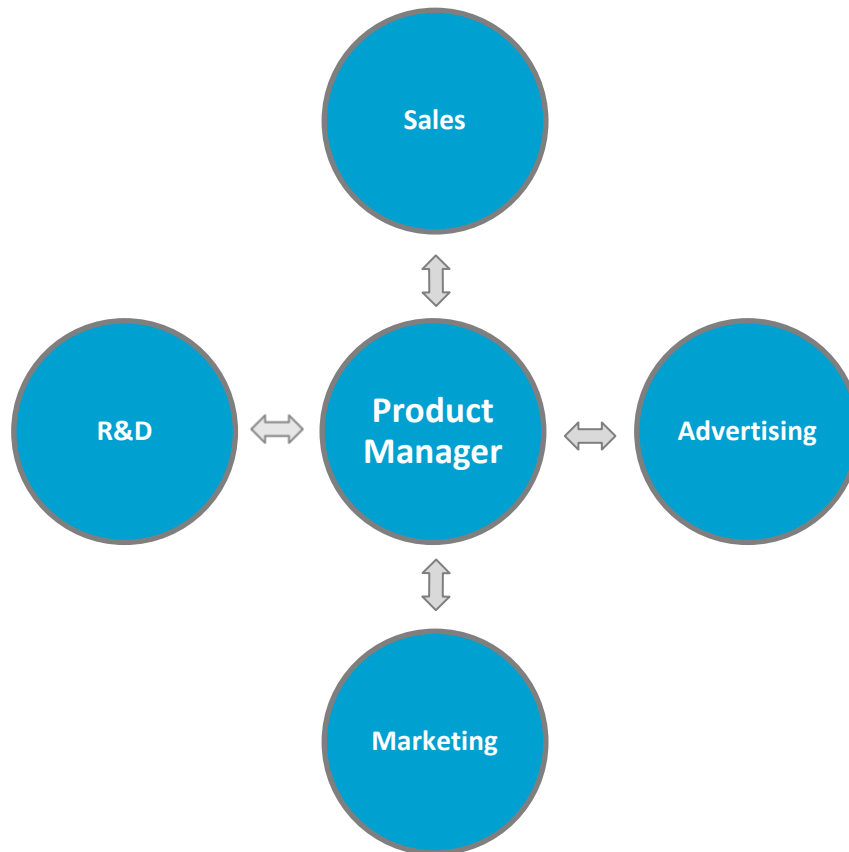 Sales
R&D
Product
Manager
Advertising
Marketing